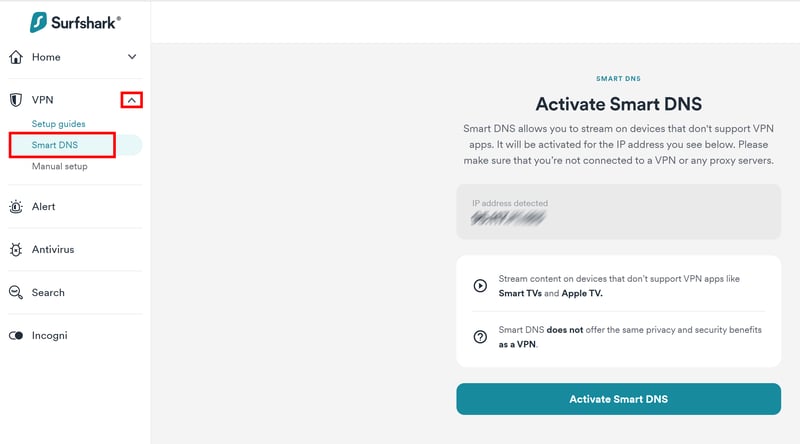 Surfshark®
Home
VPN
Setup guides
Smart DNS
Manual setup
Alert
Antivirus
Search
Incogni
SMART DNS
Activate Smart DNS
Smart DNS allows you to stream on devices that don't support VPN
apps. It will be activated for the IP address you see below. Please
make sure that you're not connected to a VPN or any proxy servers.
IP address detected
Stream content on devices that don't support VPN apps like
Smart TVs and Apple TV.
Smart DNS does not offer the same privacy and security benefits
as a VPN.
Activate Smart DNS